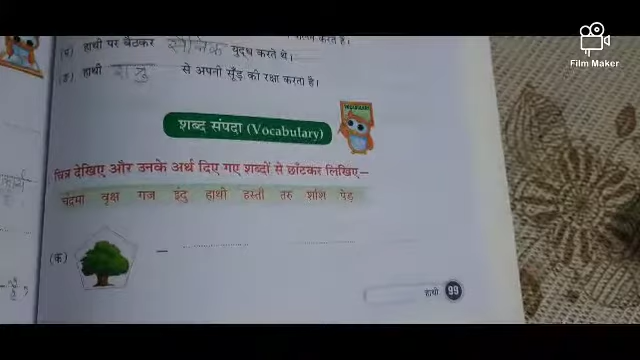 (घ) हाथी पर बैठकर सैनिक युद्ध करते थे।
(ङ) हाथी शत्रु से अपनी सूँड़ की रक्षा करता है।
शब्द संपदा (Vocabulary)
चित्र देखिए और उनके अर्थ दिए गए शब्दों से छाँटकर लिखिए–
चंद्रमा वृक्ष गज इंदु हाथी हस्ती तरु शशि पेड़
(क) –
हाथी 99
Film Maker